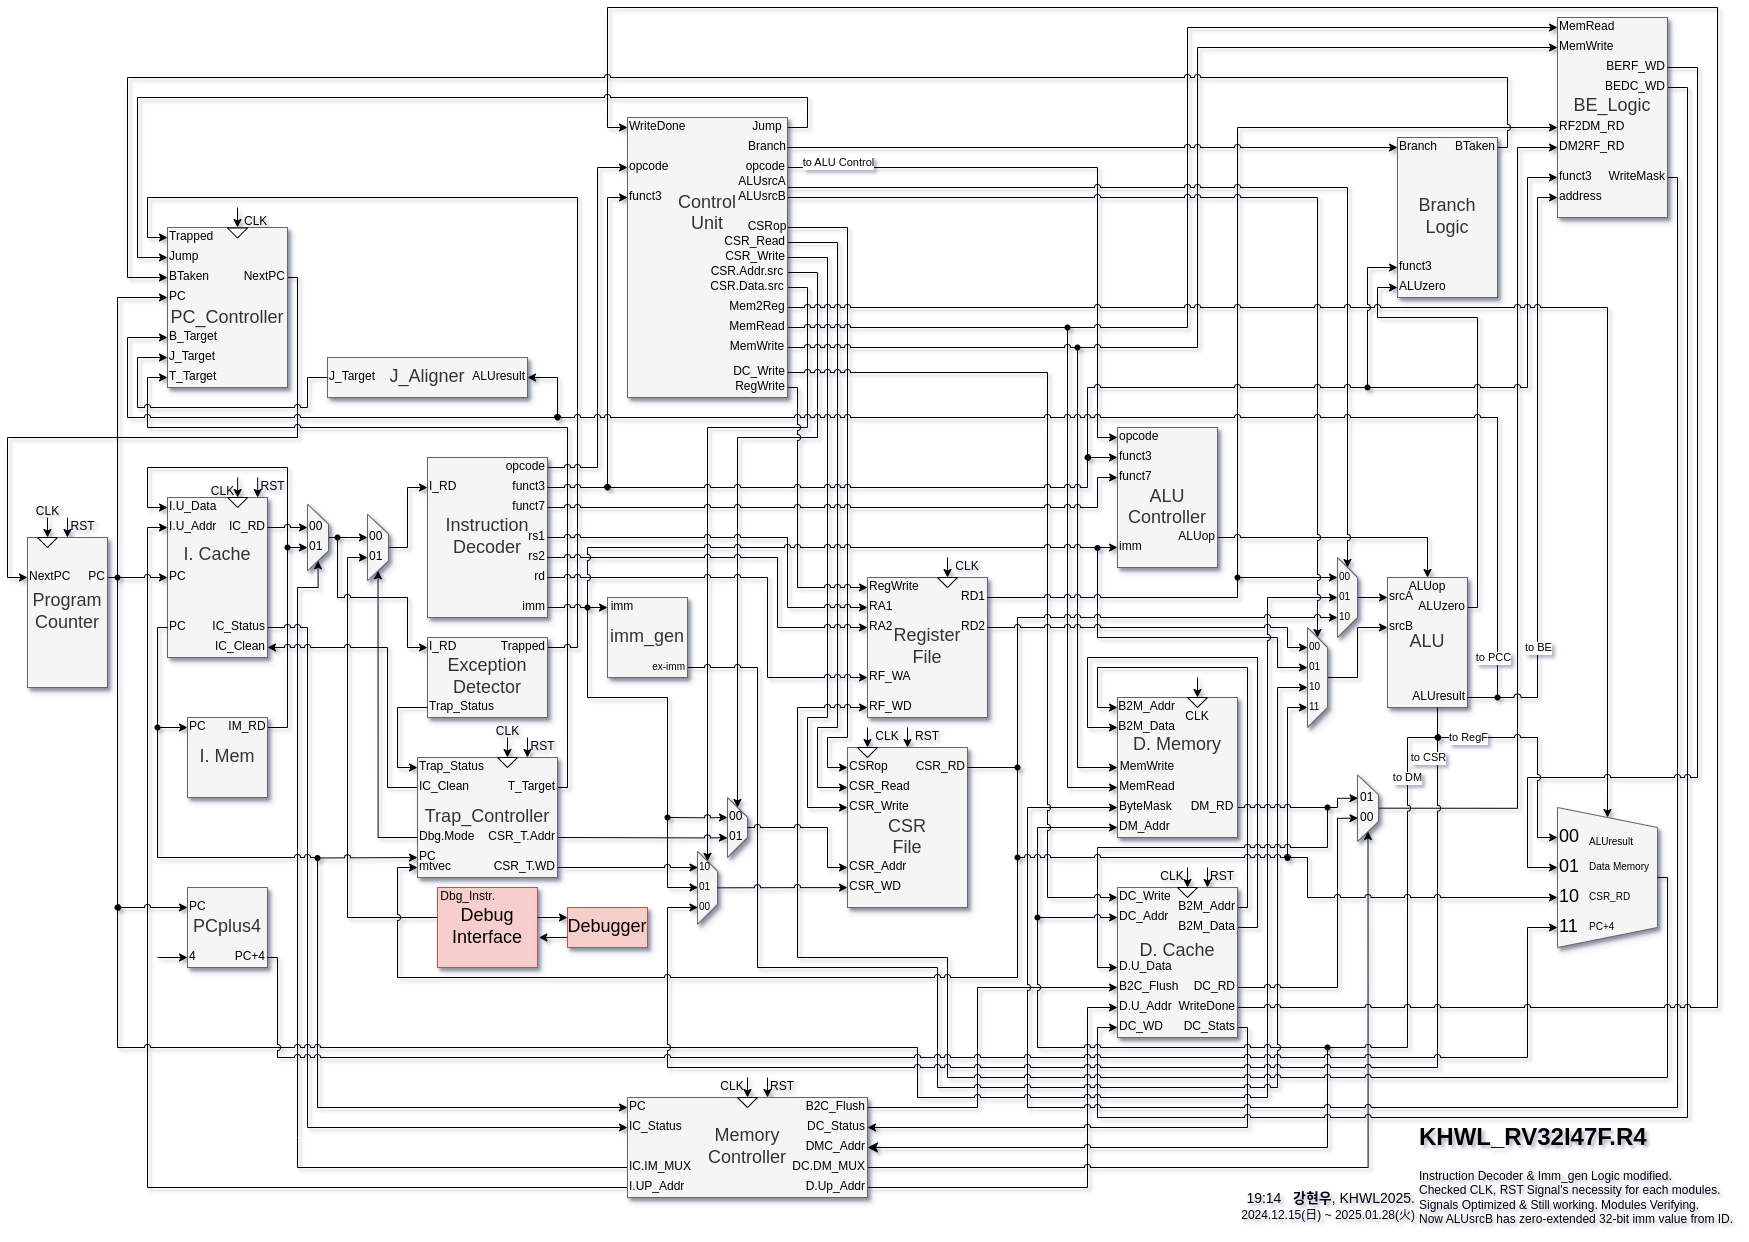 MemRead
MemWrite
BERF_WD
BEDC_WD
BE_Logic
RF2DM_RD
DM2RF_RD
funct3
WriteMask
address
Branch
BTaken
Branch
Logic
funct3
ALUzero
WriteDone
Jump
Branch
opcode
opcode
to ALU Control
ALUsrcA
funct3
ALUsrcB
Control
Unit
CSRop
CSR_Read
CSR_Write
CSR.Addr.src
CSR.Data.src
Mem2Reg
MemRead
MemWrite
DC_Write
RegWrite
CLK
Trapped
Jump
BTaken
NextPC
PC
PC_Controller
B_Target
J_Target
T_Target
J_Target
J_Aligner
ALUresult
CLK
RST
NextPC
PC
Program
Counter
CLK
RST
I.U_Data
I.U_Addr
IC_RD
I. Cache
PC
PC
IC_Status
IC_Clean
00
01
00
01
PC
IM_RD
I. Mem
PC
PCplus4
4
PC+4
opcode
I_RD
funct3
funct7
Instruction
Decoder
rs1
rs2
rd
imm
I_RD
Trapped
Exception
Detector
Trap_Status
CLK
RST
Trap_Status
IC_Clean
T_Target
Trap_Controller
Dbg.Mode
CSR_T.Addr
PC
mtvec
CSR_T.WD
Dbg_Instr.
Debug
Interface
Debugger
imm
imm_gen
ex-imm
00
01
10
01
00
CLK
RegWrite
RD1
RA1
RA2
RD2
Register
File
RF_WA
RF_WD
CLK
RST
CSRop
CSR_RD
CSR_Read
CSR_Write
CSR
File
CSR_Addr
CSR_WD
opcode
funct3
funct7
ALU
Controller
ALUop
imm
00
01
10
00
01
10
11
ALUop
srcA
ALUzero
srcB
ALU
ALUresult
to PCC
to BE
to RegF
to CSR
to DM
B2M_Addr
CLK
B2M_Data
D. Memory
MemWrite
MemRead
ByteMask
DM_RD
DM_Addr
01
00
CLK
RST
DC_Write
B2M_Addr
DC_Addr
B2M_Data
D. Cache
D.U_Data
B2C_Flush
DC_RD
D.U_Addr
WriteDone
DC_WD
DC_Stats
00 ALUresult
01 Data Memory
10 CSR_RD
11 PC+4
CLK
RST
PC
B2C_Flush
IC_Status
DC_Status
Memory
Controller
DMC_Addr
IC.IM_MUX
DC.DM_MUX
I.UP_Addr
D.Up_Addr
KHWL_RV32I47F.R4
Instruction Decoder & Imm_gen Logic modified.
Checked CLK, RST Signal's necessity for each modules.
Signals Optimized & Still working. Modules Verifying.
Now ALUsrcB has zero-extended 32-bit imm value from ID.
19:14 강현우, KHWL2025.
2024.12.15(日) ~ 2025.01.28(火)